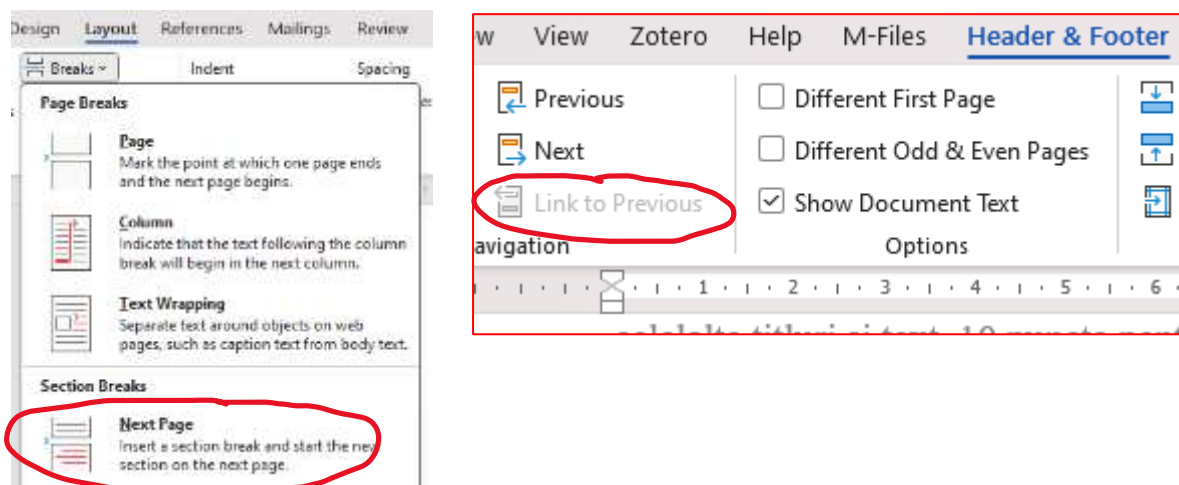 Design Layout References Mailings Review
Breaks Indent Spacing
Page Breaks
Page
Mark the point at which one page ends
and the next page begins.
Column
Indicate that the text following the column
break will begin in the next column.
Text Wrapping
Separate text around objects on web
pages, such as caption text from body text.
Section Breaks
Next Page
Insert a section break and start the new
section on the next page.
w View Zotero Help M-Files Header & Footer
Previous
Different First Page
Next
Different Odd & Even Pages
Link to Previous
Show Document Text
avigation Options
1 2 3 4 5 6